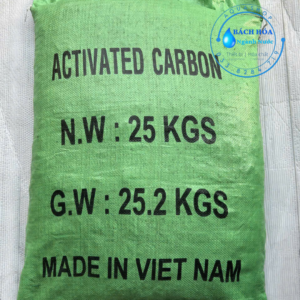 BÁCH HÓA
ACTIVATED CARBON
N.W : 25 KGS
G.W : 25.2 KGS
MADE IN VIET NAM